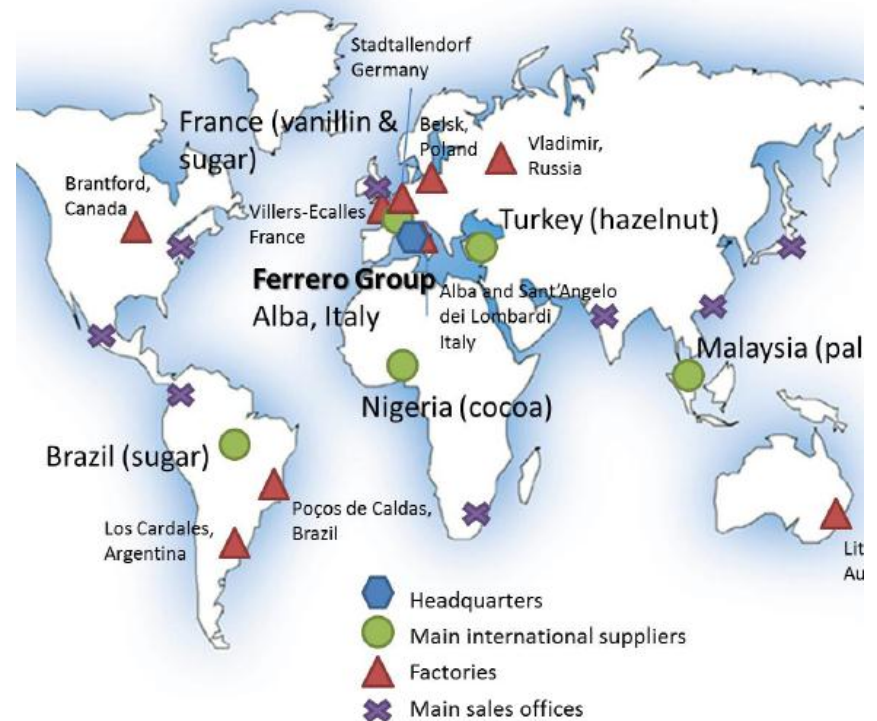 Stadtallendorf
Germany
France (vanillin &
sugar)
Belsk,
Poland
Vladimir,
Russia
Brantford,
Canada
Villers-Ecalles
France
Turkey (hazelnut)
Ferrero Group
Alba, Italy
Alba and Sant'Angelo
dei Lombardi
Italy
Malaysia (pal
Nigeria (cocoa)
Brazil (sugar)
Poços de Caldas,
Brazil
Los Cardales,
Argentina
Lit
Au
Headquarters
Main international suppliers
Factories
Main sales offices